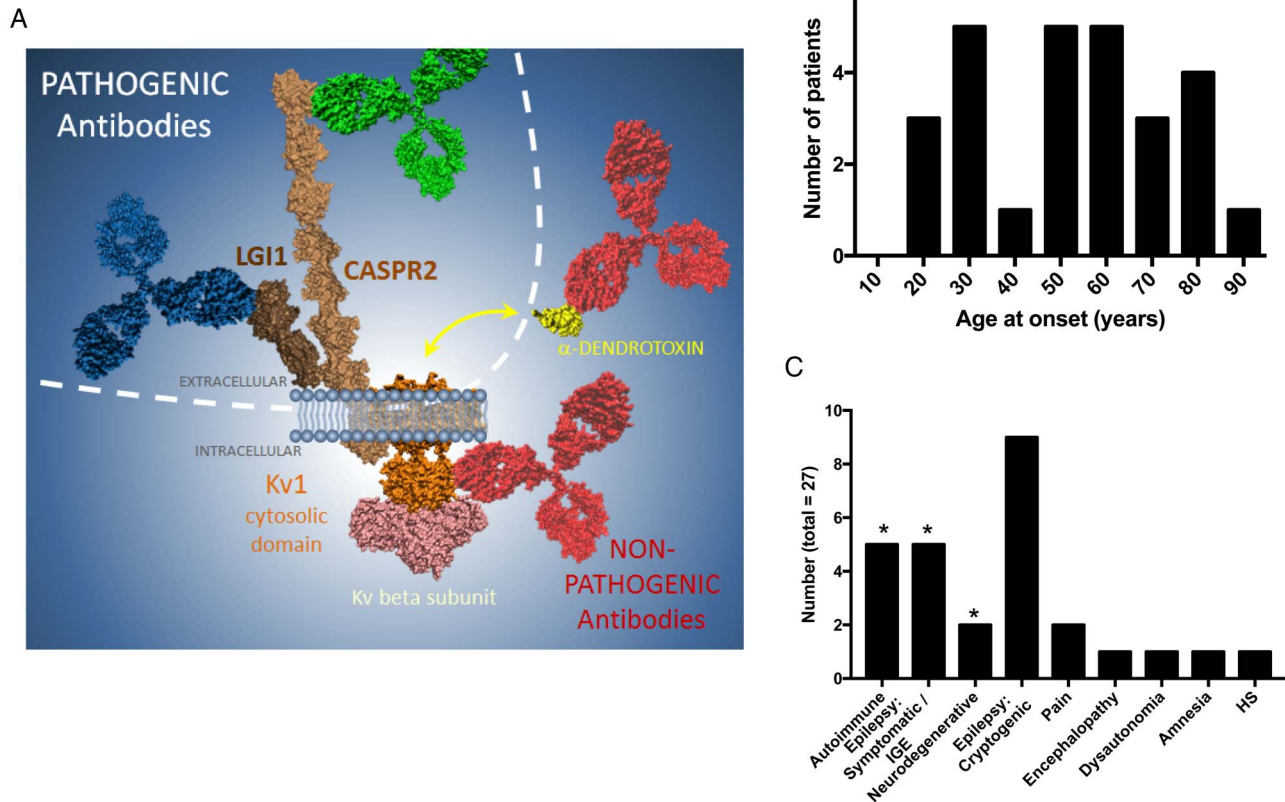 A
PATHOGENIC
Antibodies
LGI1
CASPR2
α-DENDROTOXIN
EXTRACELLULAR
INTRACELLULAR
Kv1
cytosolic
domain
Kv beta subunit
NON-
PATHOGENIC
Antibodies
Number of patients
4
2
0
10 20 30 40 50 60 70 80 90
Age at onset (years)
C
Number (total = 27)
10
8
6
4
2
0
* * *
Autoimmune
Epilepsy:
Symptomatic /
IGE
Neurodegenerative
Epilepsy:
Cryptogenic
Pain
Encephalopathy
Dysautonomia
Amnesia
HS